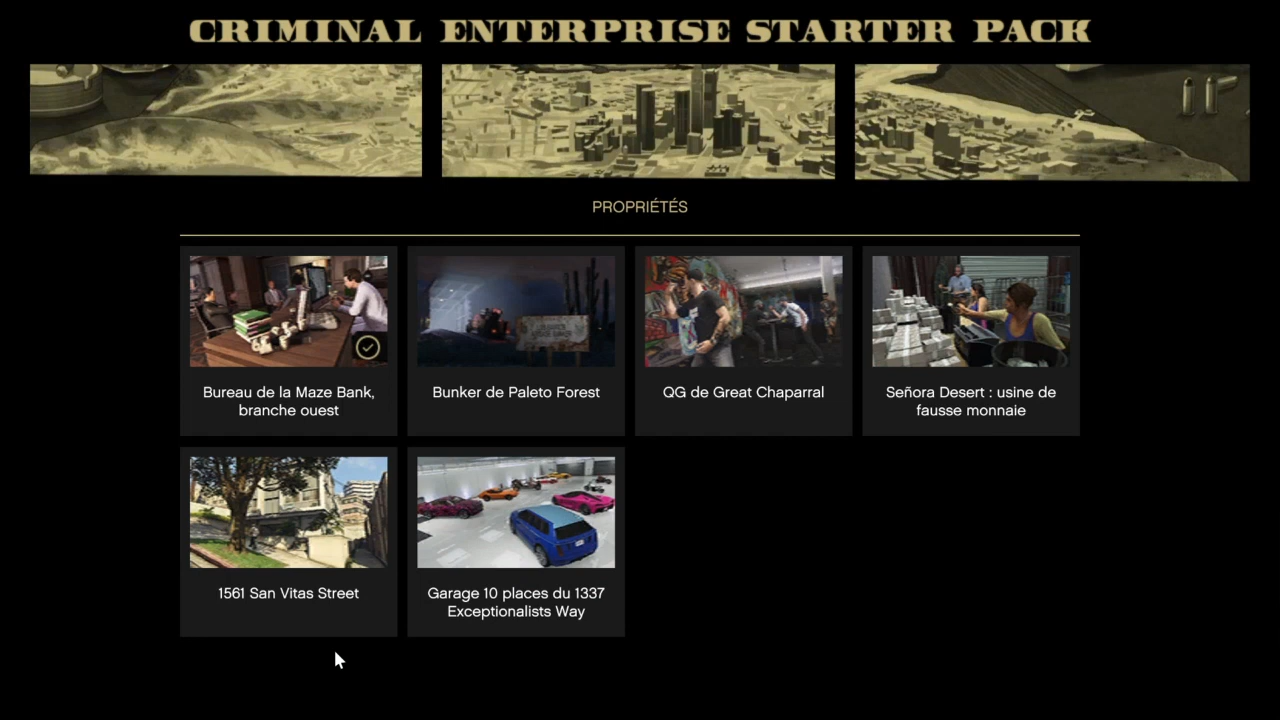 CRIMINAL ENTERPRISE STARTER PACK
PROPRIÉTÉS
Bureau de la Maze Bank,
branche ouest
Bunker de Paleto Forest
QG de Great Chaparral
Señora Desert : usine de
fausse monnaie
1561 San Vitas Street
Garage 10 places du 1337
Exceptionalists Way